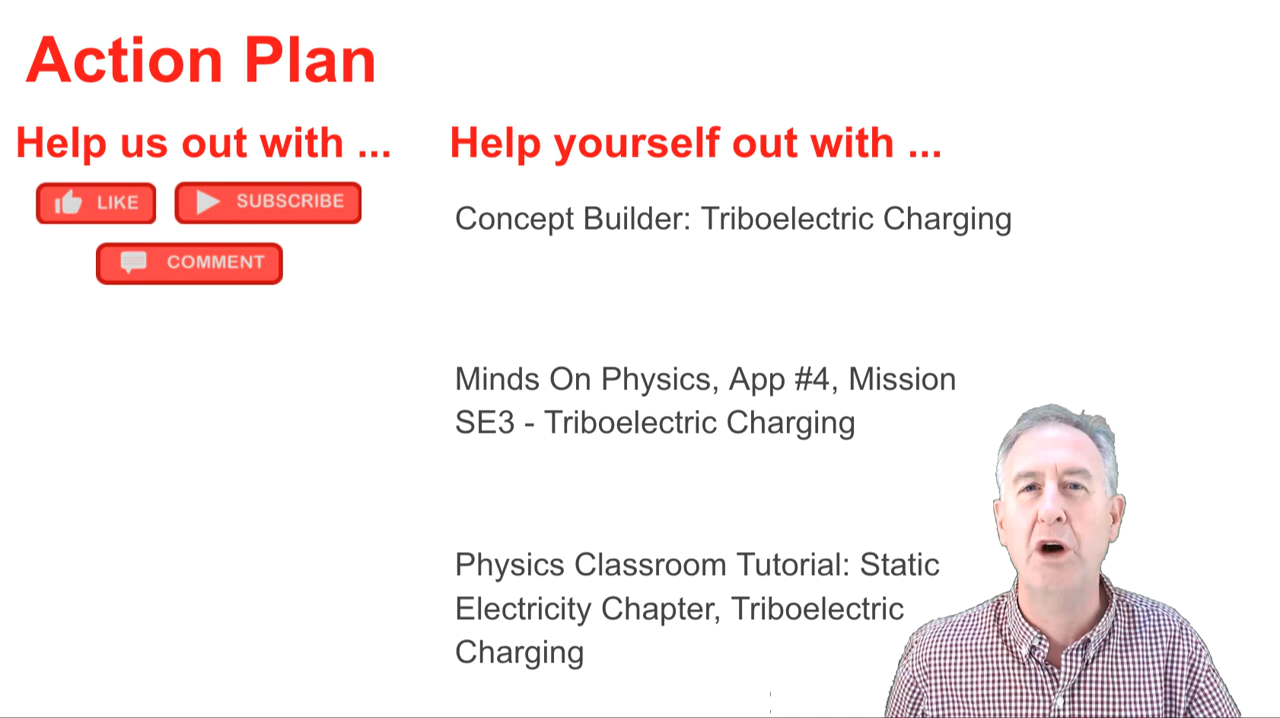 Action Plan
Help us out with ...
LIKE
SUBSCRIBE
COMMENT
Help yourself out with ...
Concept Builder: Triboelectric Charging
Minds On Physics, App #4, Mission
SE3 - Triboelectric Charging
Physics Classroom Tutorial: Static
Electricity Chapter, Triboelectric
Charging